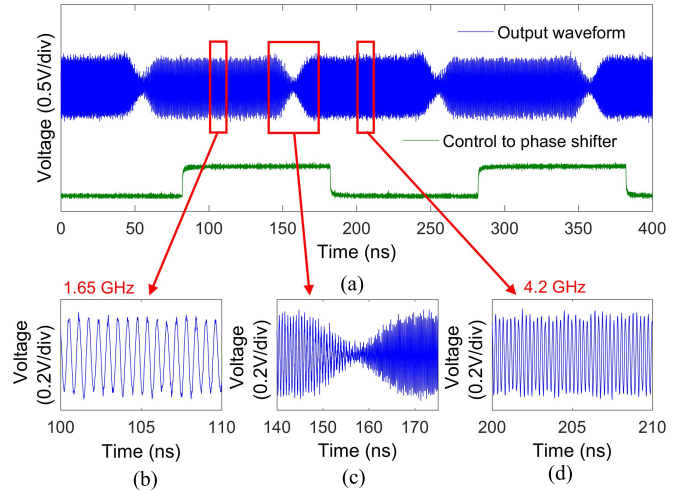 Output waveform
Voltage (0.5V/div)
Control to phase shifter
0 50 100 150 200 250 300 350 400
Time (ns)
(a)
1.65 GHz
4.2 GHz
Voltage
(0.2V/div)
100 105 110
Time (ns)
(b)
Voltage
(0.2V/div)
140 150 160 170
Time (ns)
(c)
Voltage
(0.2V/div)
200 205 210
Time (ns)
(d)